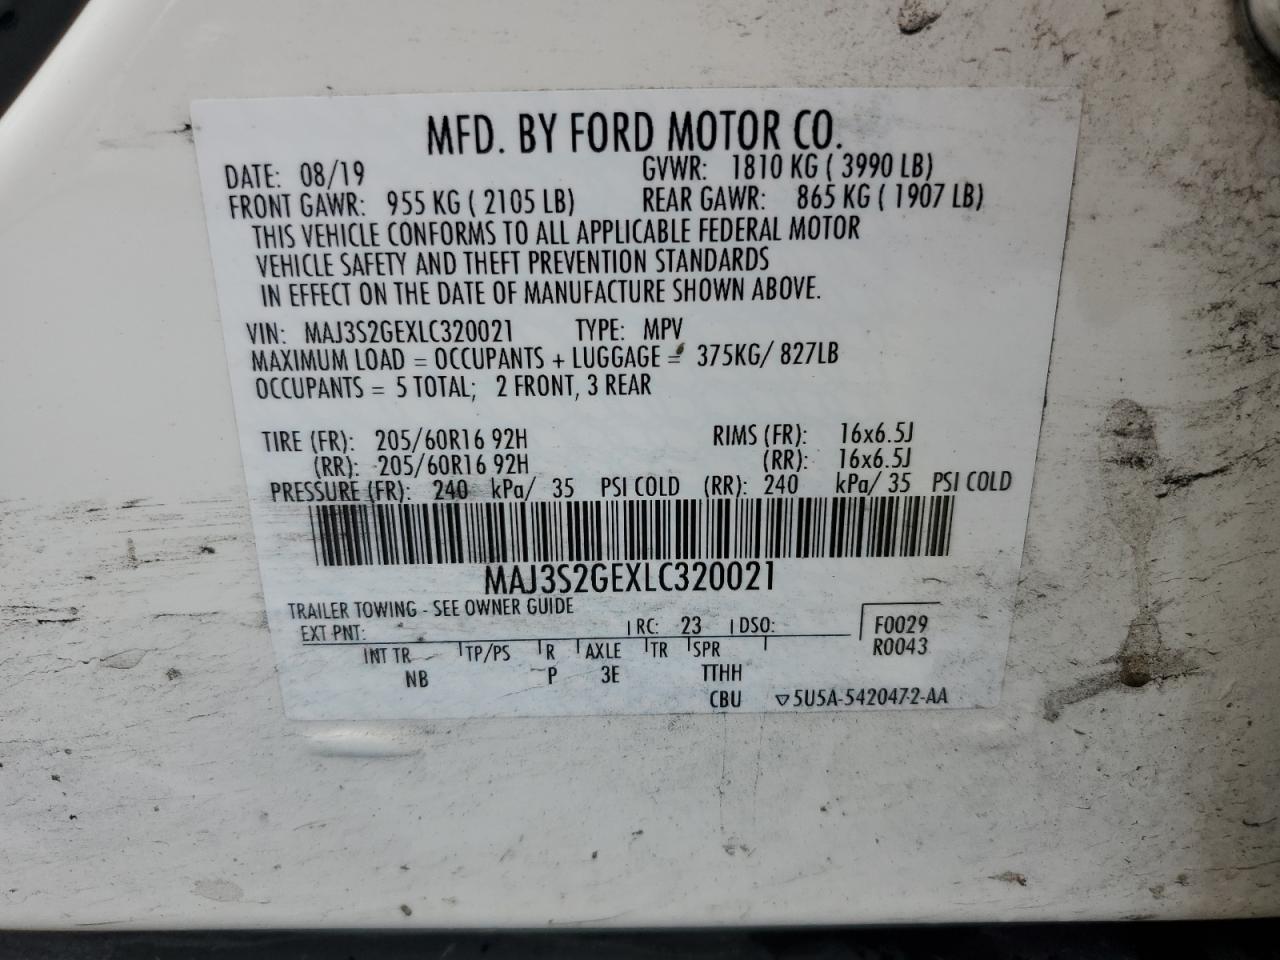 MFD. BY FORD MOTOR CO.
DATE: 08/19 GVWR: 1810 KG ( 3990 LB)
FRONT GAWR: 955 KG ( 2105 LB) REAR GAWR: 865 KG ( 1907 LB)
THIS VEHICLE CONFORMS TO ALL APPLICABLE FEDERAL MOTOR
VEHICLE SAFETY AND THEFT PREVENTION STANDARDS
IN EFFECT ON THE DATE OF MANUFACTURE SHOWN ABOVE.
VIN: MAJ3S2GEXLC320021 TYPE: MPV
MAXIMUM LOAD = OCCUPANTS + LUGGAGE = 375KG/ 827LB
OCCUPANTS = 5 TOTAL; 2 FRONT, 3 REAR
TIRE (FR): 205/60R16 92H RIMS (FR): 16x6.5J
(RR): 205/60R16 92H (RR): 16x6.5J
PRESSURE (FR): 240 kPa/ 35 PSI COLD (RR): 240 kPa/ 35 PSI COLD
MAJ3S2GEXLC320021
TRAILER TOWING - SEE OWNER GUIDE
EXT PNT: RC: 23 DSO: F0029
INT TR TP/PS R AXLE TR SPR R0043
NB P 3E TTHH
CBU ▽5U5A-5420472-AA